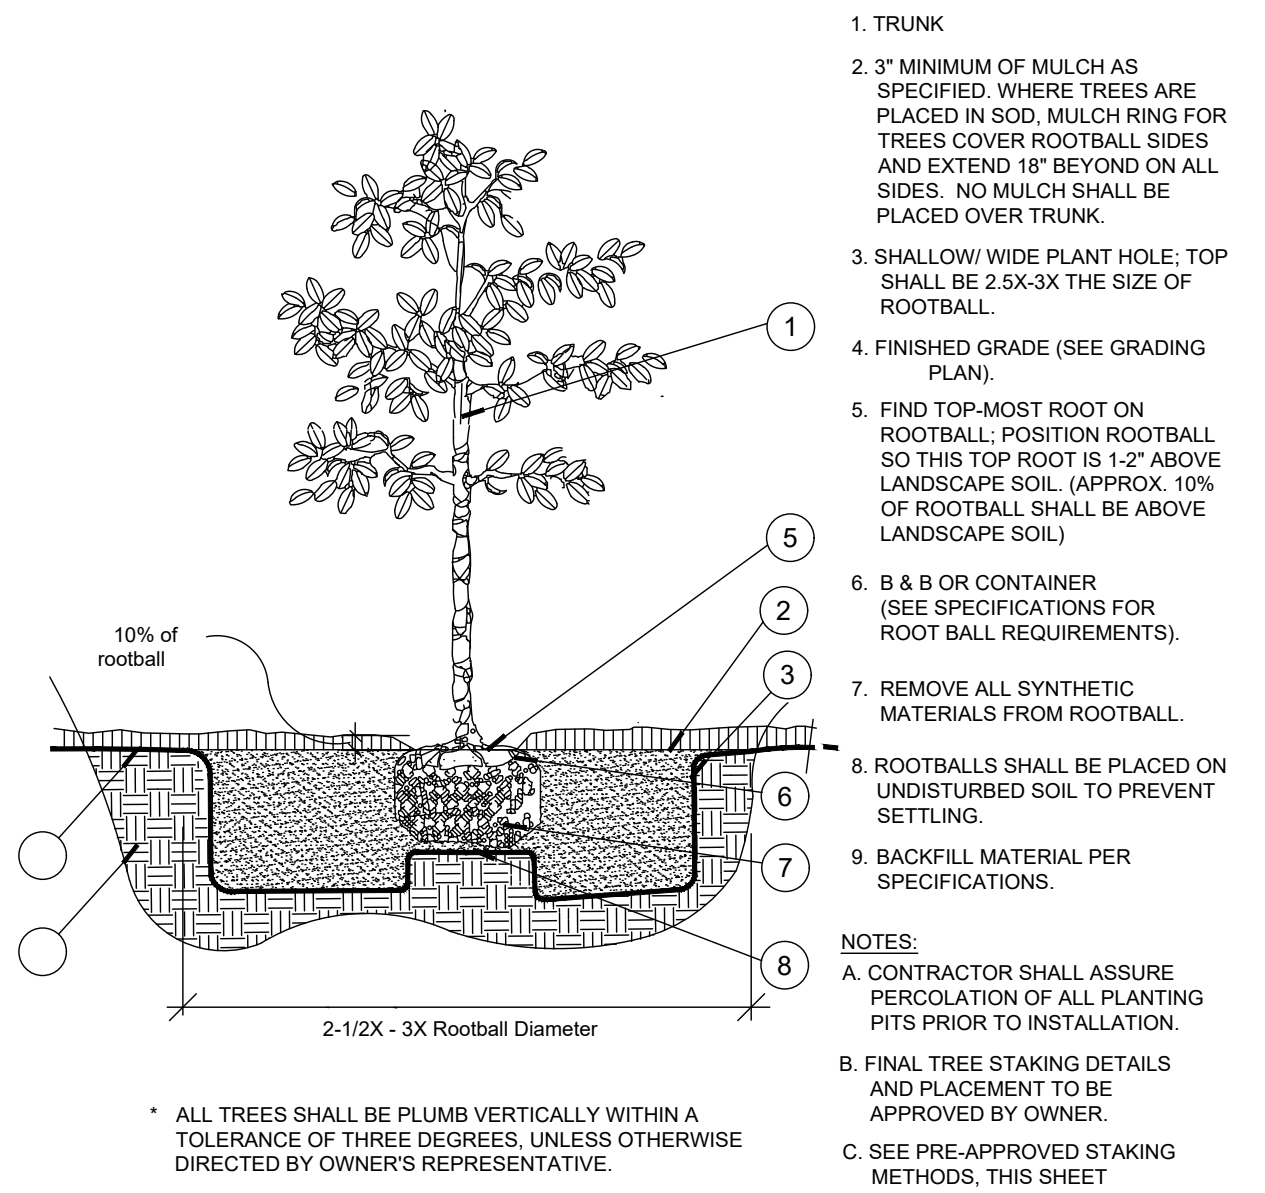 1. TRUNK
2. 3" MINIMUM OF MULCH AS
SPECIFIED. WHERE TREES ARE
PLACED IN SOD, MULCH RING FOR
TREES COVER ROOTBALL SIDES
AND EXTEND 18" BEYOND ON ALL
SIDES. NO MULCH SHALL BE
PLACED OVER TRUNK.
3. SHALLOW/ WIDE PLANT HOLE; TOP
SHALL BE 2.5X-3X THE SIZE OF
ROOTBALL.
4. FINISHED GRADE (SEE GRADING
PLAN).
5. FIND TOP-MOST ROOT ON
ROOTBALL; POSITION ROOTBALL
SO THIS TOP ROOT IS 1-2" ABOVE
LANDSCAPE SOIL. (APPROX. 10%
OF ROOTBALL SHALL BE ABOVE
LANDSCAPE SOIL)
6. B & B OR CONTAINER
(SEE SPECIFICATIONS FOR
ROOT BALL REQUIREMENTS).
7. REMOVE ALL SYNTHETIC
MATERIALS FROM ROOTBALL.
8. ROOTBALLS SHALL BE PLACED ON
UNDISTURBED SOIL TO PREVENT
SETTLING.
9. BACKFILL MATERIAL PER
SPECIFICATIONS.
NOTES:
A. CONTRACTOR SHALL ASSURE
PERCOLATION OF ALL PLANTING
PITS PRIOR TO INSTALLATION.
B. FINAL TREE STAKING DETAILS
AND PLACEMENT TO BE
APPROVED BY OWNER.
C. SEE PRE-APPROVED STAKING
METHODS, THIS SHEET
1
5
2
3
6
7
8
10% of
rootball
2-1/2X - 3X Rootball Diameter
* ALL TREES SHALL BE PLUMB VERTICALLY WITHIN A
TOLERANCE OF THREE DEGREES, UNLESS OTHERWISE
DIRECTED BY OWNER'S REPRESENTATIVE.